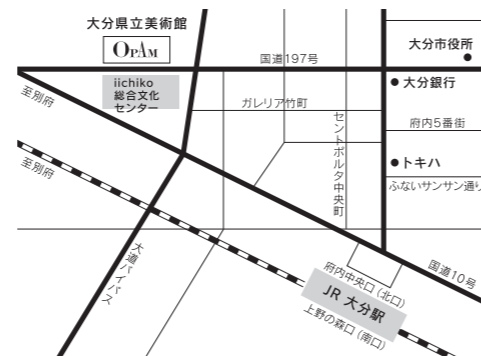 大分県立美術館
OPAM
iichiko
総合文化
センター
国道197号
大分市役所
大分銀行
ガレリア竹町
セントポルタ中央町
府内5番街
トキハ
ふないサンサン通り
至別府
至別府
大道バイパス
府内中央口(北口)
JR 大分駅
上野の森口(南口)
国道10号